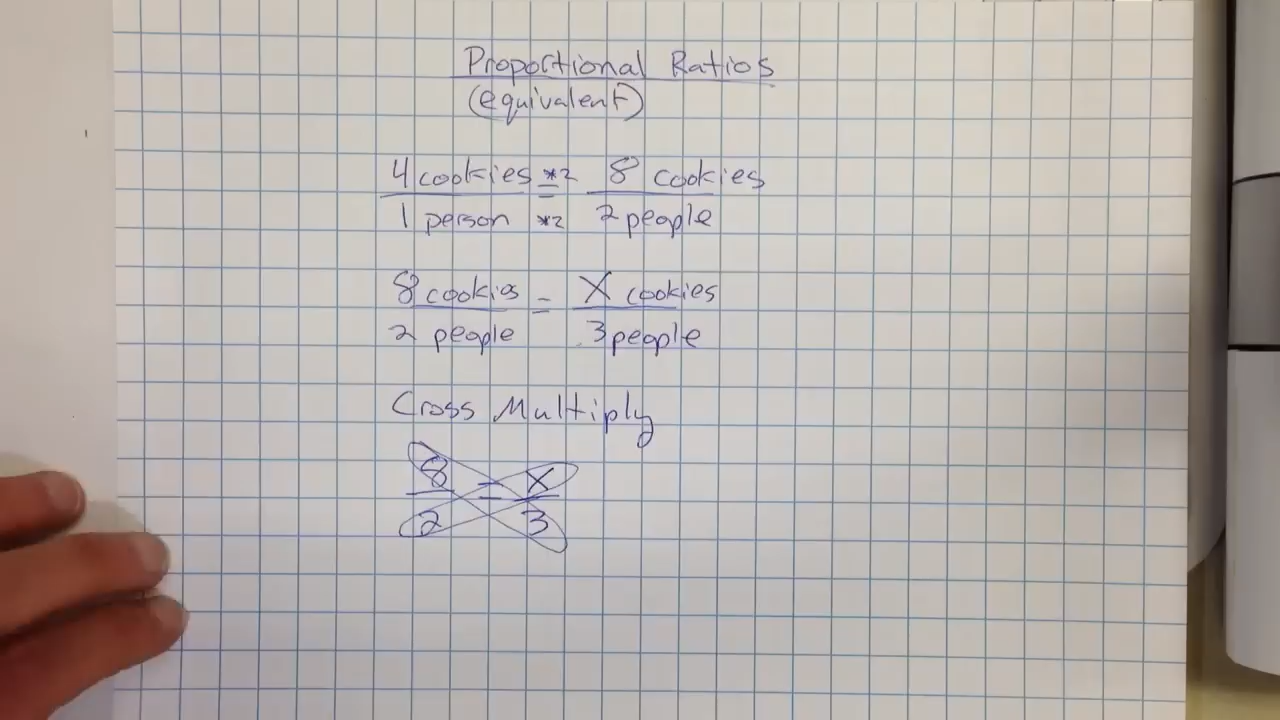 Proportional Ratios
(equivalent)
4 cookies *2 = 8 cookies
1 person *2 2 people
8 cookies = X cookies
2 people 3 people
Cross Multiply
8 = X
2 3